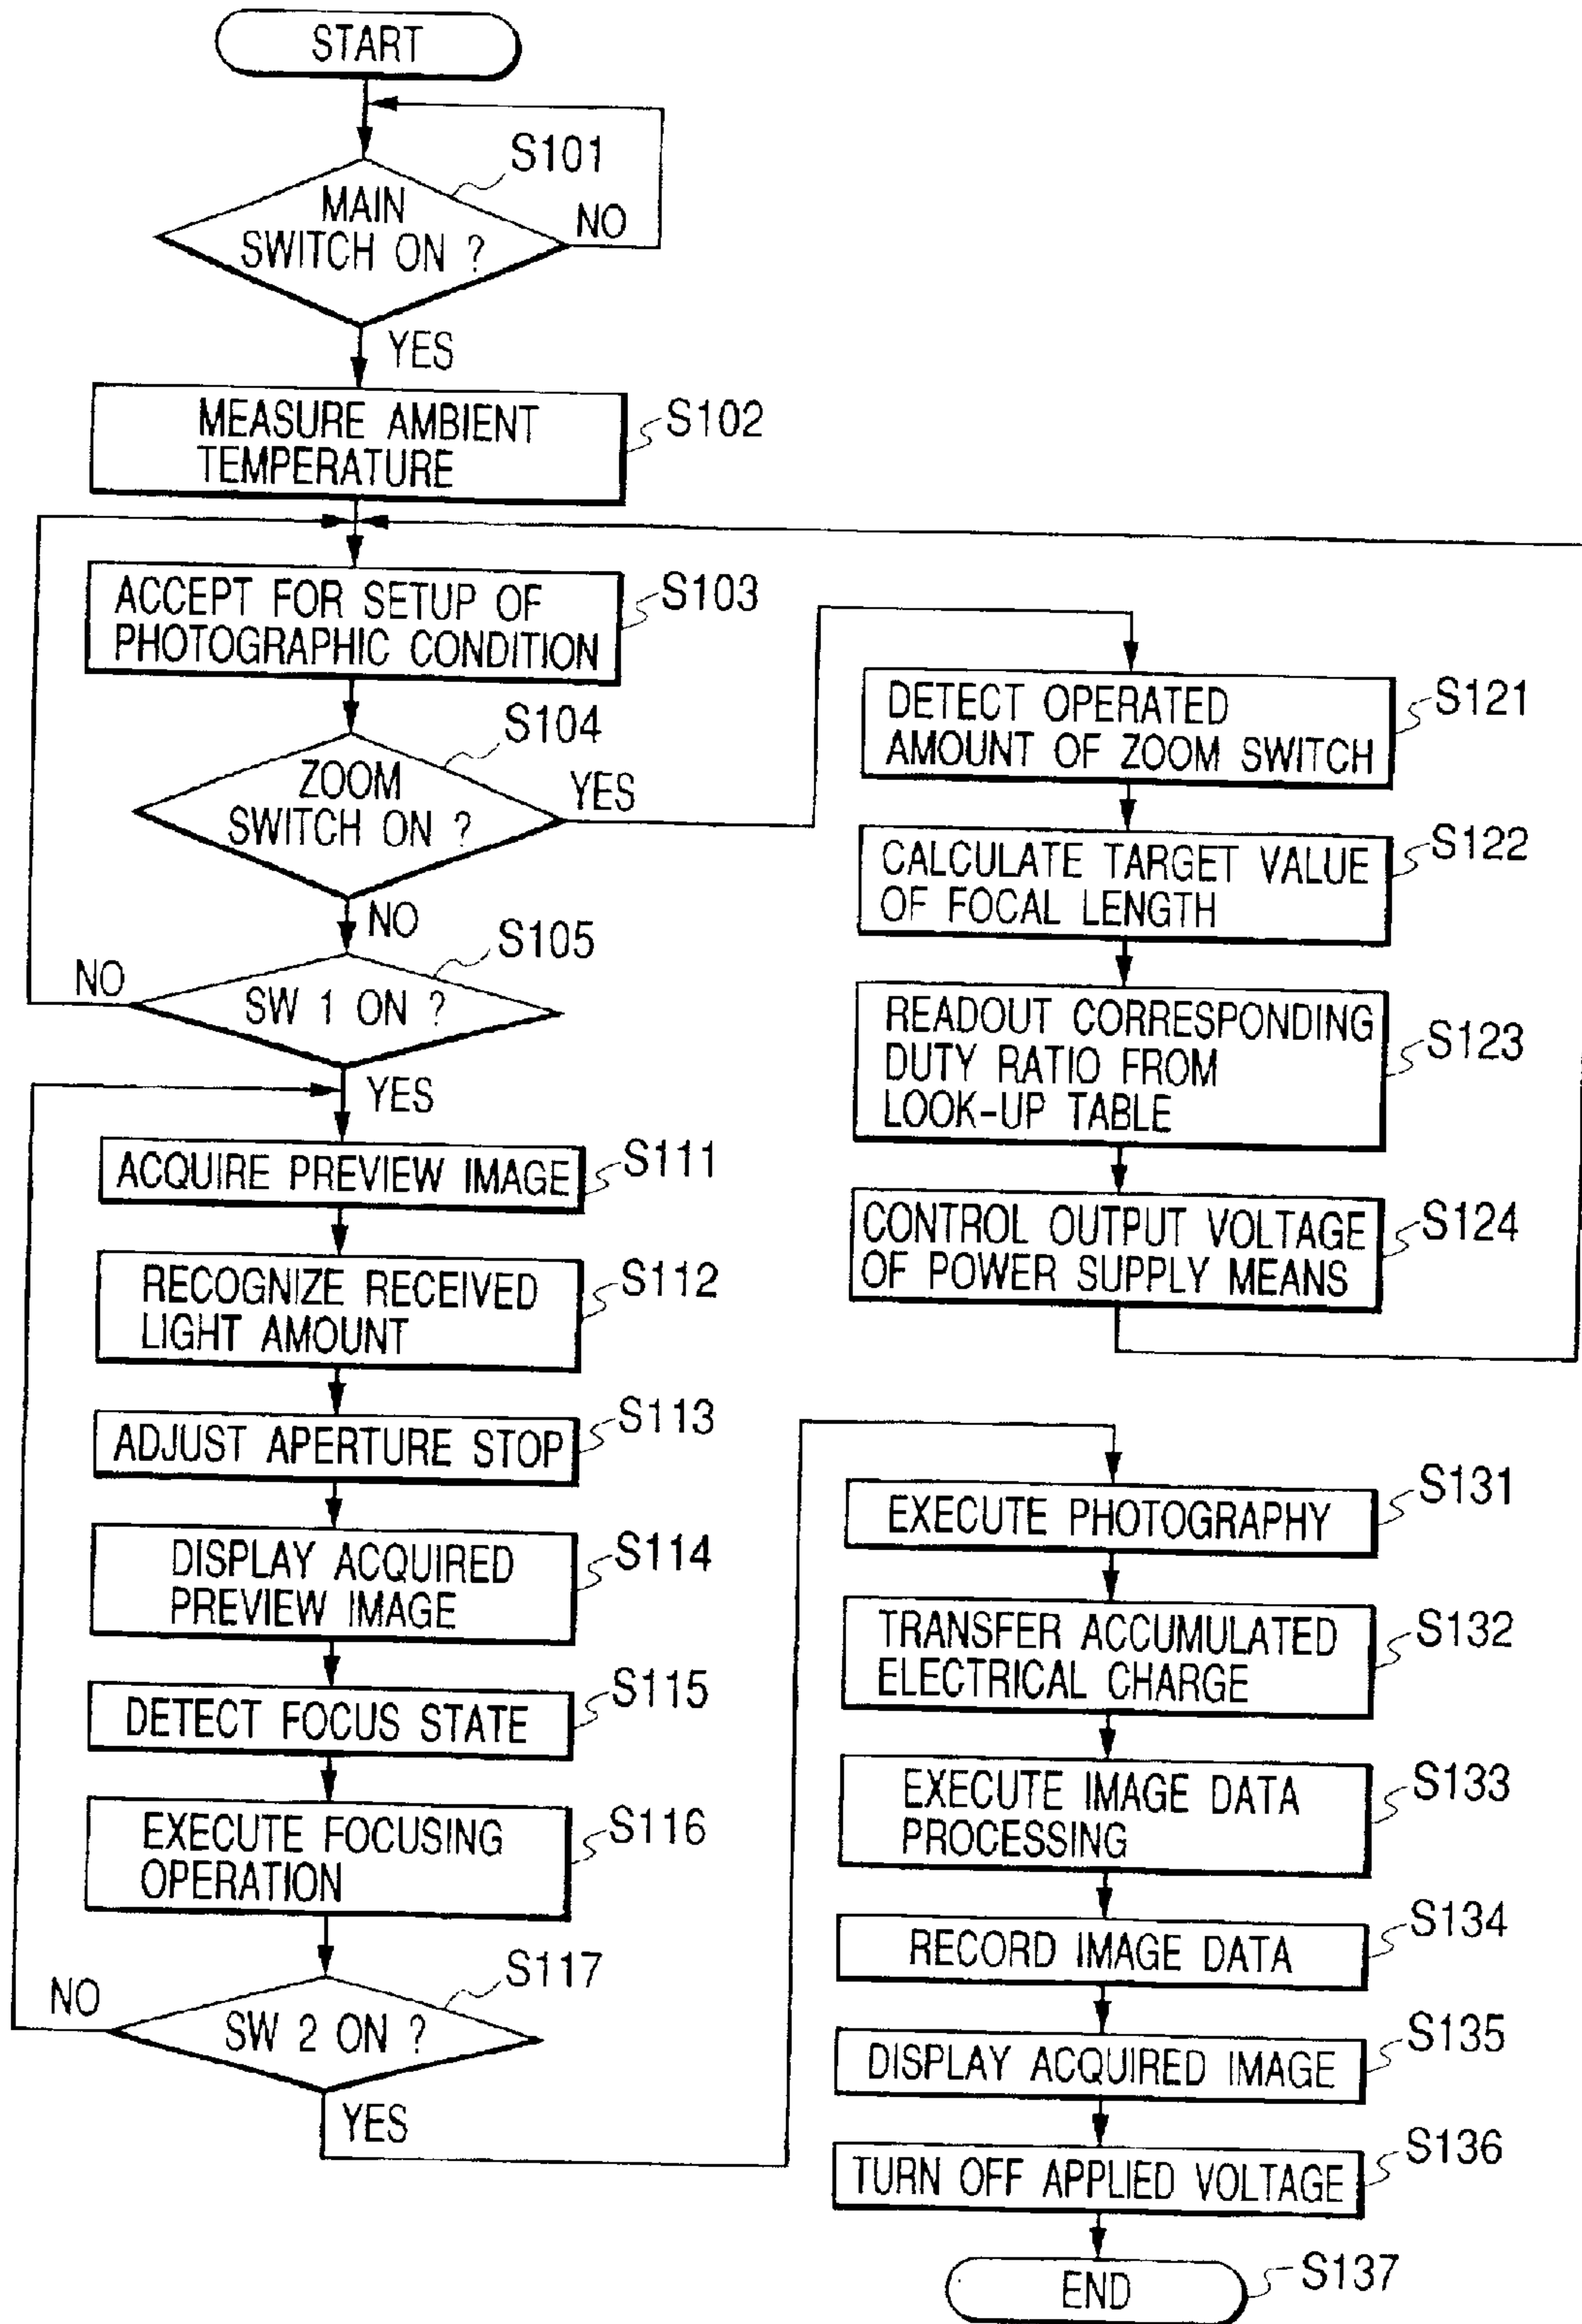 START
S101
MAIN
SWITCH ON ?
NO
YES
MEASURE AMBIENT
TEMPERATURE
S102
ACCEPT FOR SETUP OF
PHOTOGRAPHIC CONDITION
S103
S104
ZOOM
SWITCH ON ?
YES
NO
S105
SW 1 ON ?
NO
YES
ACQUIRE PREVIEW IMAGE
S111
RECOGNIZE RECEIVED
LIGHT AMOUNT
S112
ADJUST APERTURE STOP
S113
DISPLAY ACQUIRED
PREVIEW IMAGE
S114
DETECT FOCUS STATE
S115
EXECUTE FOCUSING
OPERATION
S116
S117
SW 2 ON ?
NO
YES
DETECT OPERATED
AMOUNT OF ZOOM SWITCH
S121
CALCULATE TARGET VALUE
OF FOCAL LENGTH
S122
READOUT CORRESPONDING
DUTY RATIO FROM
LOOK-UP TABLE
S123
CONTROL OUTPUT VOLTAGE
OF POWER SUPPLY MEANS
S124
EXECUTE PHOTOGRAPHY
S131
TRANSFER ACCUMULATED
ELECTRICAL CHARGE
S132
EXECUTE IMAGE DATA
PROCESSING
S133
RECORD IMAGE DATA
S134
DISPLAY ACQUIRED IMAGE
S135
TURN OFF APPLIED VOLTAGE
S136
END
S137